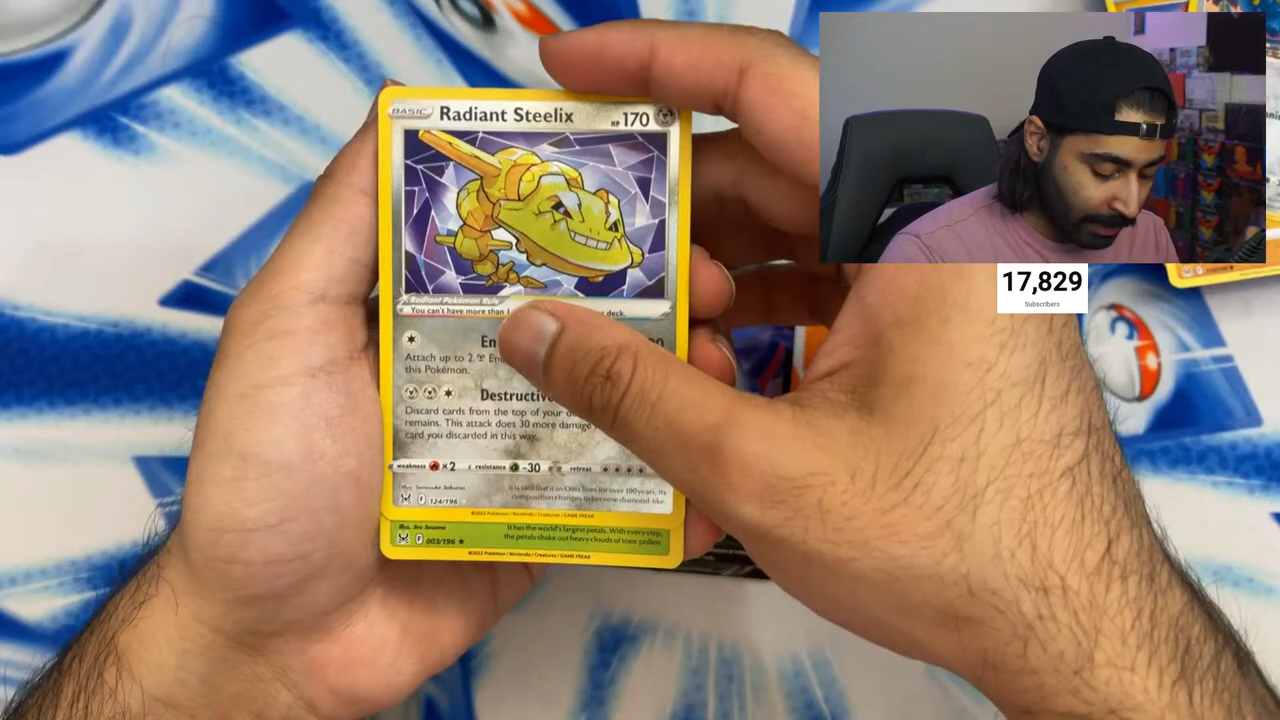 BASIC Radiant Steelix HP 170
Radiant Pokémon Rule
You can't have more than deck.
En
Attach up to 2
this Pokémon.
Destructive
Discard cards from the top of your
remains. This attack does 30 more damage
card you discarded in this way.
weakness ×2 resistance -30 retreat
It is said that if an Onix lives for over 100 years, its
composition changes to become diamond-like.
124/196
©2022 Pokémon / Nintendo / Creatures / GAME FREAK
It has the world's largest petals. With every step,
the petals shake out heavy clouds of toxic pollen.
003/196 ★
©2022 Pokémon / Nintendo / Creatures / GAME FREAK
17,829
Subscribers